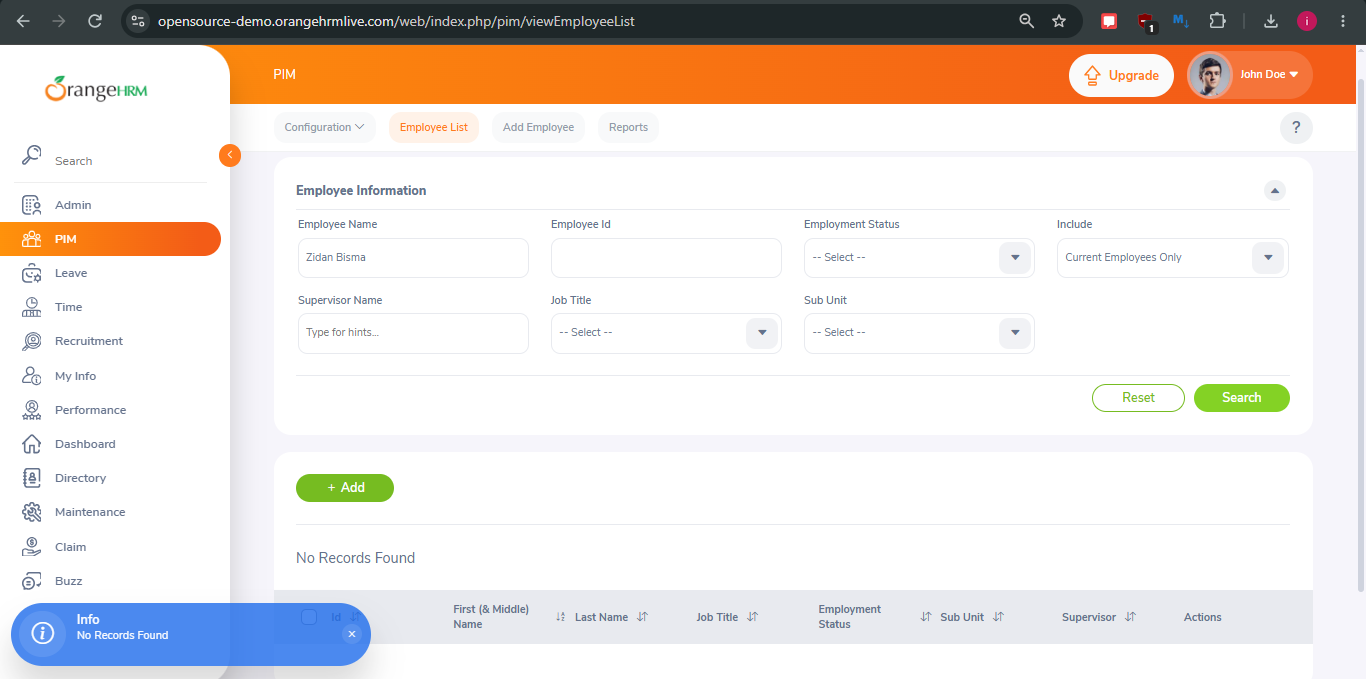 opensource-demo.orangehrmlive.com/web/index.php/pim/viewEmployeeList
1
M↓
i
OrangeHRM
PIM
Upgrade
John Doe
Search
Configuration
Employee List
Add Employee
Reports
?
Admin
PIM
Leave
Time
Recruitment
My Info
Performance
Dashboard
Directory
Maintenance
Claim
Buzz
Employee Information
Employee Name
Employee Id
Employment Status
Include
Zidan Bisma
-- Select --
Current Employees Only
Supervisor Name
Job Title
Sub Unit
Type for hints...
-- Select --
-- Select --
Reset
Search
+ Add
No Records Found
Id
First (& Middle)
Name
Last Name
Job Title
Employment
Status
Sub Unit
Supervisor
Actions
Info
No Records Found